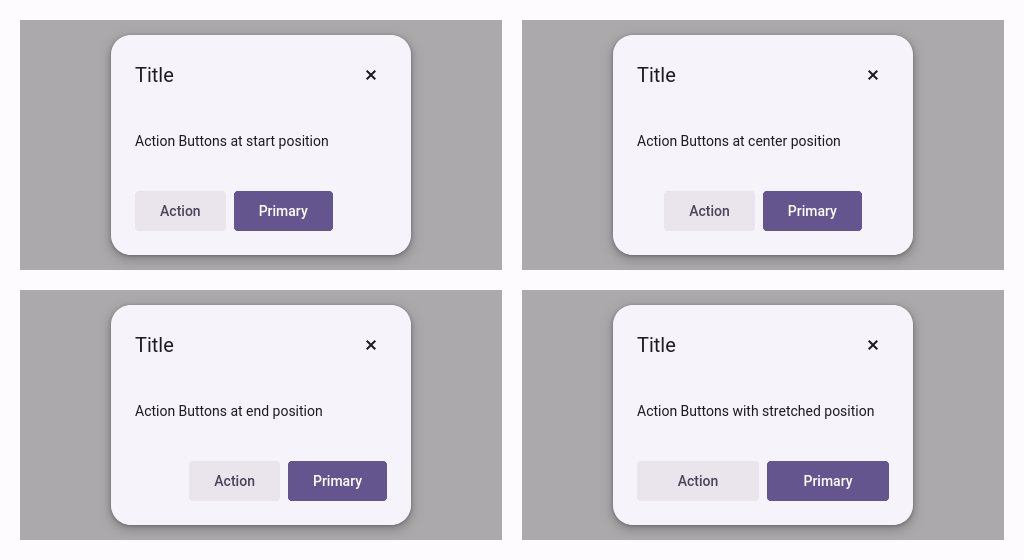 Title ×
Action Buttons at start position
Action Primary
Title ×
Action Buttons at center position
Action Primary
Title ×
Action Buttons at end position
Action Primary
Title ×
Action Buttons with stretched position
Action Primary